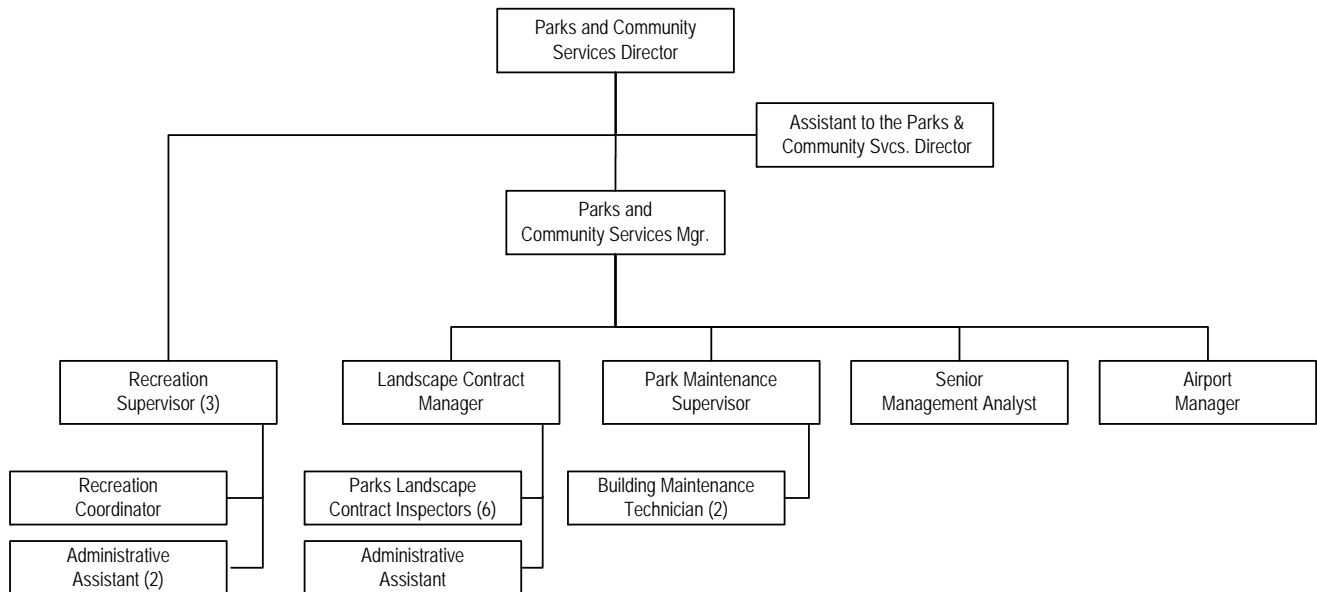 Parks and Community
Services Director
Assistant to the Parks &
Community Svcs. Director
Parks and
Community Services Mgr.
Recreation
Supervisor (3)
Landscape Contract
Manager
Park Maintenance
Supervisor
Senior
Management Analyst
Airport
Manager
Recreation
Coordinator
Parks Landscape
Contract Inspectors (6)
Building Maintenance
Technician (2)
Administrative
Assistant (2)
Administrative
Assistant